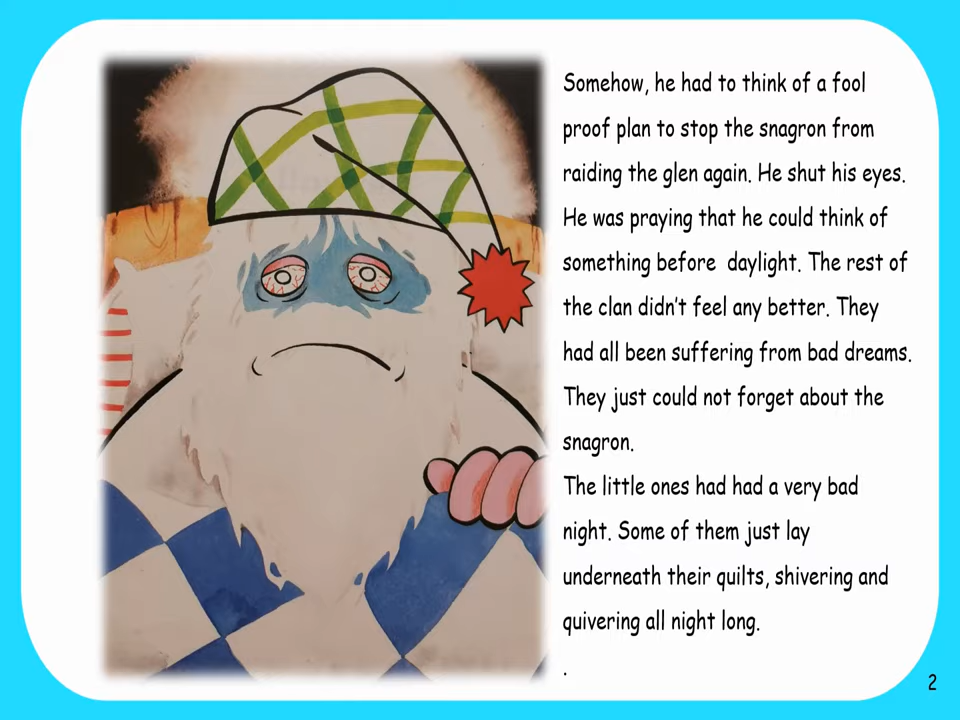 Somehow, he had to think of a fool
proof plan to stop the snagron from
raiding the glen again. He shut his eyes.
He was praying that he could think of
something before  daylight. The rest of
the clan didn't feel any better. They
had all been suffering from bad dreams.
They just could not forget about the
snagron.
The little ones had had a very bad
night. Some of them just lay
underneath their quilts, shivering and
quivering all night long.
.
2